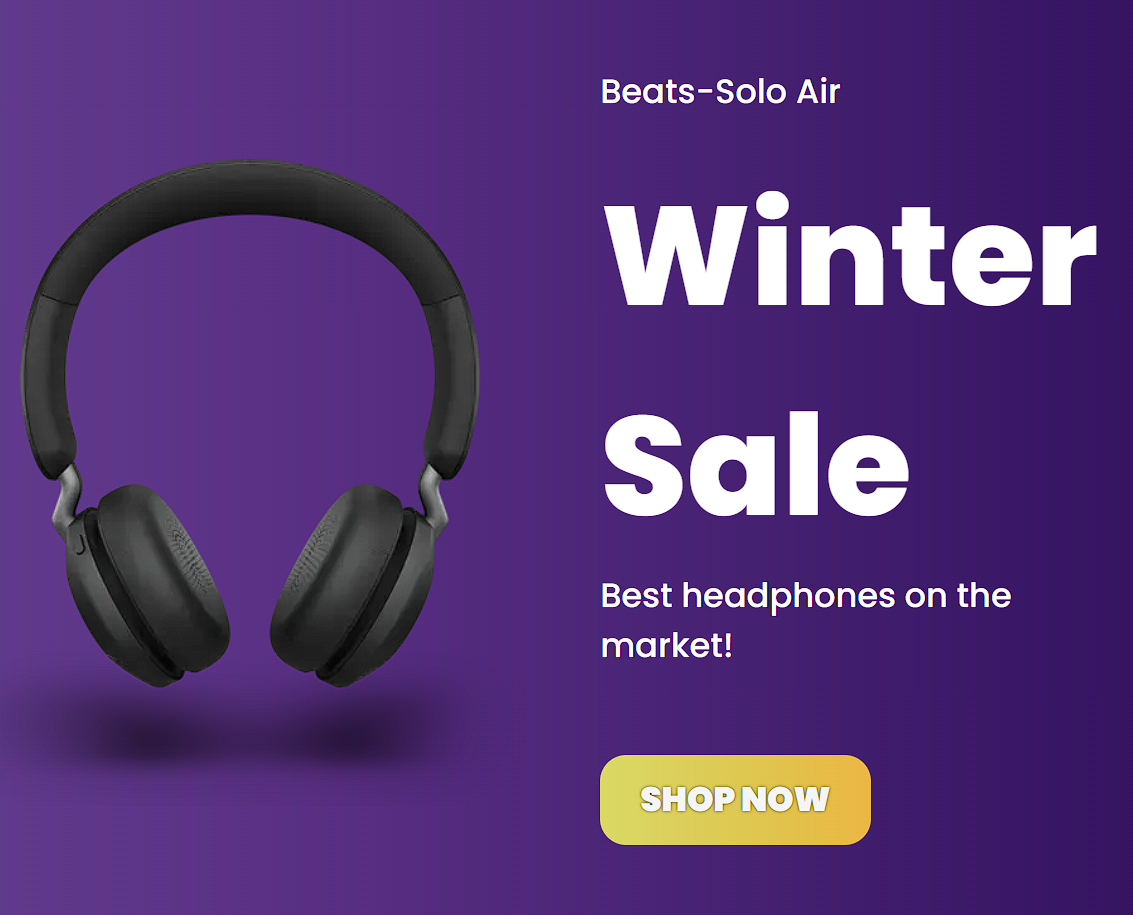 Beats-Solo Air
Winter
Sale
Best headphones on the
market!
SHOP NOW